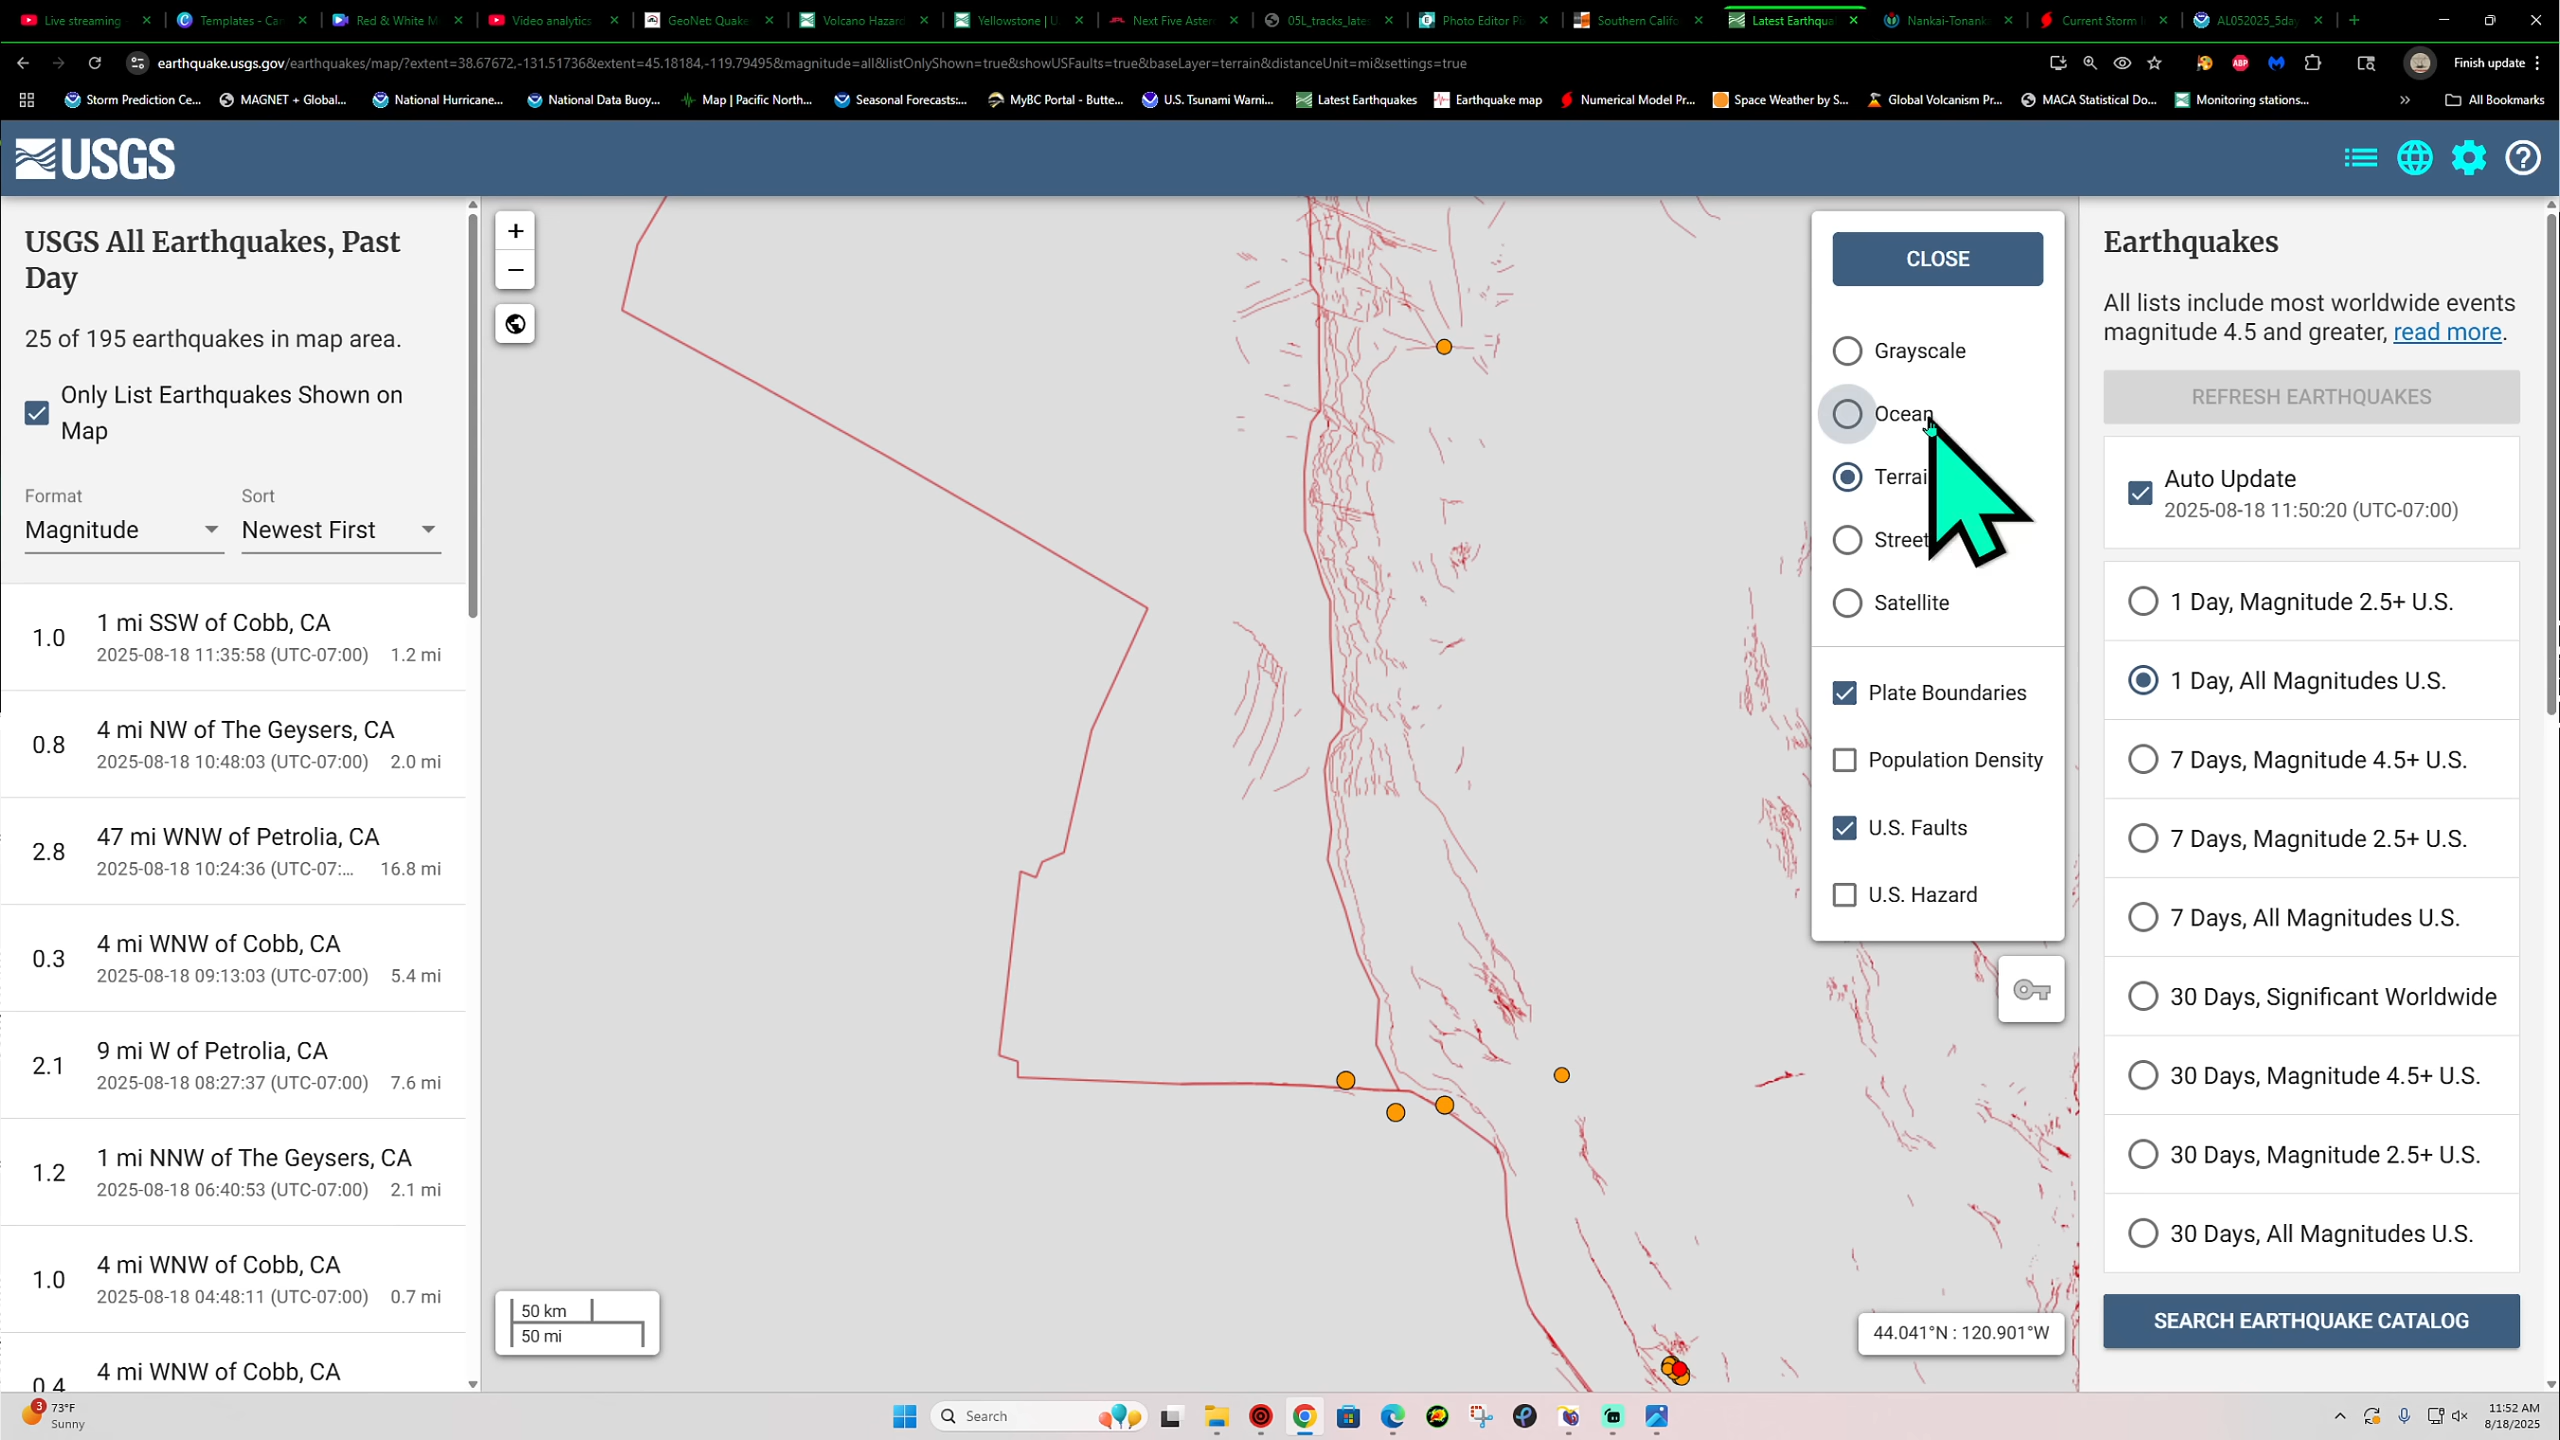 Live streaming
Templates - Ca
Red & White M
Video analytics
GeoNet: Quake
Volcano Hazard
Yellowstone | U
Next Five Aster
05L_tracks_late
Photo Editor Pi
Southern Califo
Latest Earthqua
Nankai-Tonank
Current Storm I
AL052025_5day
earthquake.usgs.gov/earthquakes/map/?extent=38.67672,-131.51736&extent=45.18184,-119.79495&magnitude=all&listOnlyShown=true&showUSFaults=true&baseLayer=terrain&distanceUnit=mi&settings=true
ABP
Finish update
Storm Prediction Ce...
MAGNET + Global...
National Hurricane...
National Data Buoy...
Map | Pacific North...
Seasonal Forecasts:...
MyBC Portal - Butte...
U.S. Tsunami Warni...
Latest Earthquakes
Earthquake map
Numerical Model Pr...
Space Weather by S...
Global Volcanism Pr...
MACA Statistical Do...
Monitoring stations...
»
All Bookmarks
USGS
USGS All Earthquakes, Past
Day
25 of 195 earthquakes in map area.
Only List Earthquakes Shown on
Map
Format
Sort
Magnitude
Newest First
1.0
1 mi SSW of Cobb, CA
2025-08-18 11:35:58 (UTC-07:00) 1.2 mi
0.8
4 mi NW of The Geysers, CA
2025-08-18 10:48:03 (UTC-07:00) 2.0 mi
2.8
47 mi WNW of Petrolia, CA
2025-08-18 10:24:36 (UTC-07:... 16.8 mi
0.3
4 mi WNW of Cobb, CA
2025-08-18 09:13:03 (UTC-07:00) 5.4 mi
2.1
9 mi W of Petrolia, CA
2025-08-18 08:27:37 (UTC-07:00) 7.6 mi
1.2
1 mi NNW of The Geysers, CA
2025-08-18 06:40:53 (UTC-07:00) 2.1 mi
1.0
4 mi WNW of Cobb, CA
2025-08-18 04:48:11 (UTC-07:00) 0.7 mi
0.4
4 mi WNW of Cobb, CA
+
−
50 km
50 mi
CLOSE
Grayscale
Ocean
Terrai
Street
Satellite
Plate Boundaries
Population Density
U.S. Faults
U.S. Hazard
44.041°N : 120.901°W
Earthquakes
All lists include most worldwide events
magnitude 4.5 and greater, read more.
REFRESH EARTHQUAKES
Auto Update
2025-08-18 11:50:20 (UTC-07:00)
1 Day, Magnitude 2.5+ U.S.
1 Day, All Magnitudes U.S.
7 Days, Magnitude 4.5+ U.S.
7 Days, Magnitude 2.5+ U.S.
7 Days, All Magnitudes U.S.
30 Days, Significant Worldwide
30 Days, Magnitude 4.5+ U.S.
30 Days, Magnitude 2.5+ U.S.
30 Days, All Magnitudes U.S.
SEARCH EARTHQUAKE CATALOG
3
73°F
Sunny
Search
11:52 AM
8/18/2025